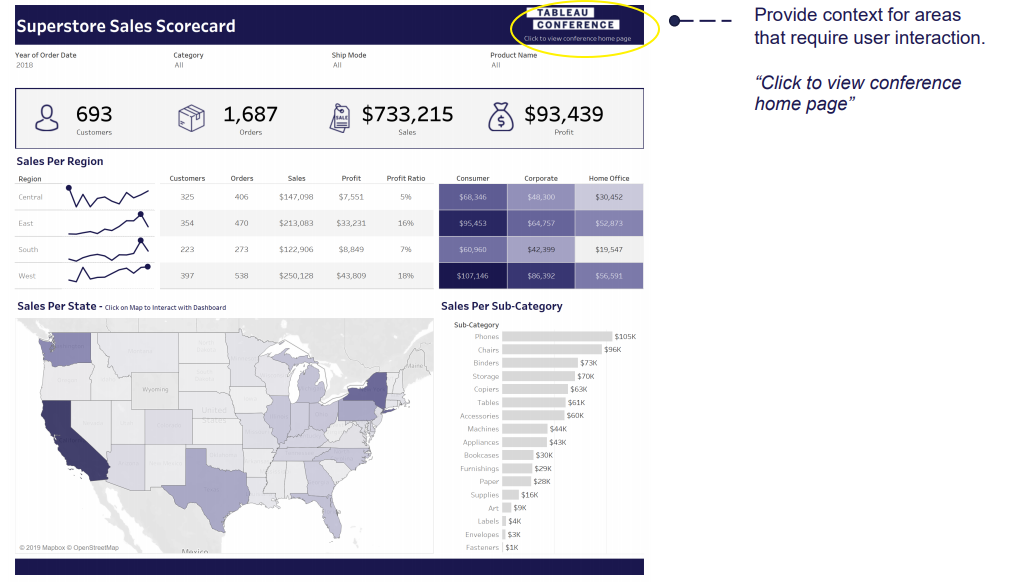 Superstore Sales Scorecard
TABLEAU
CONFERENCE
Click to view conference home page
Provide context for areas
that require user interaction.
“Click to view conference
home page”
Year of Order Date
2018
Category
All
Ship Mode
All
Product Name
All
693
Customers
1,687
Orders
SALE
$733,215
Sales
$
$93,439
Profit
Sales Per Region
Region Customers Orders Sales Profit Profit Ratio Consumer Corporate Home Office
Central 325 406 $147,098 $7,551 5% $68,346 $48,300 $30,452
East 354 470 $213,083 $33,231 16% $95,453 $64,757 $52,873
South 223 273 $122,906 $8,849 7% $60,960 $42,399 $19,547
West 397 538 $250,128 $43,809 18% $107,146 $86,392 $56,591
Sales Per State - Click on Map to Interact with Dashboard
Maine
Wyoming
United
States
Mexico
© 2019 Mapbox © OpenStreetMap
Sales Per Sub-Category
Sub-Category
Phones $105K
Chairs $96K
Binders $73K
Storage $70K
Copiers $63K
Tables $61K
Accessories $60K
Machines $44K
Appliances $43K
Bookcases $30K
Furnishings $29K
Paper $28K
Supplies $16K
Art $9K
Labels $4K
Envelopes $3K
Fasteners $1K